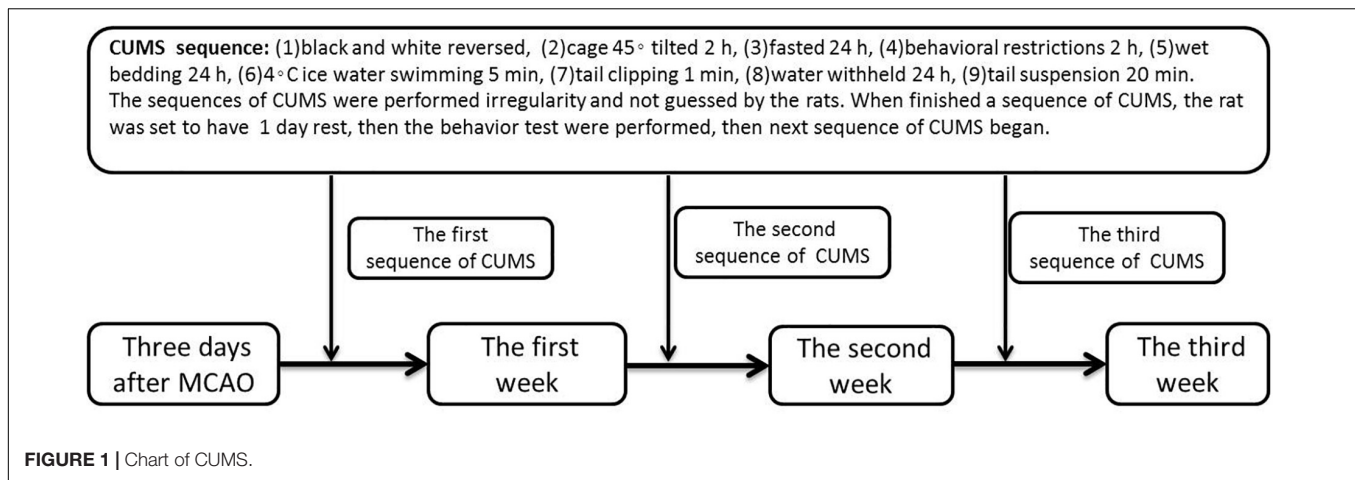 CUMS sequence: (1)black and white reversed, (2)cage 45° tilted 2 h, (3)fasted 24 h, (4)behavioral restrictions 2 h, (5)wet
bedding 24 h, (6)4°C ice water swimming 5 min, (7)tail clipping 1 min, (8)water withheld 24 h, (9)tail suspension 20 min.
The sequences of CUMS were performed irregularity and not guessed by the rats. When finished a sequence of CUMS, the rat
was set to have 1 day rest, then the behavior test were performed, then next sequence of CUMS began.
The first
sequence of CUMS
The second
sequence of CUMS
The third
sequence of CUMS
Three days
after MCAO
The first
week
The second
week
The third
week
FIGURE 1 | Chart of CUMS.